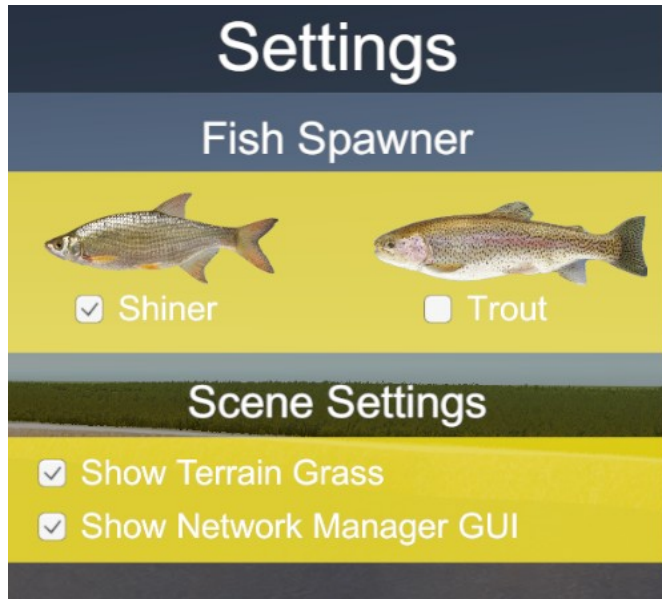 Settings
Fish Spawner
Shiner
Trout
Scene Settings
Show Terrain Grass
Show Network Manager GUI